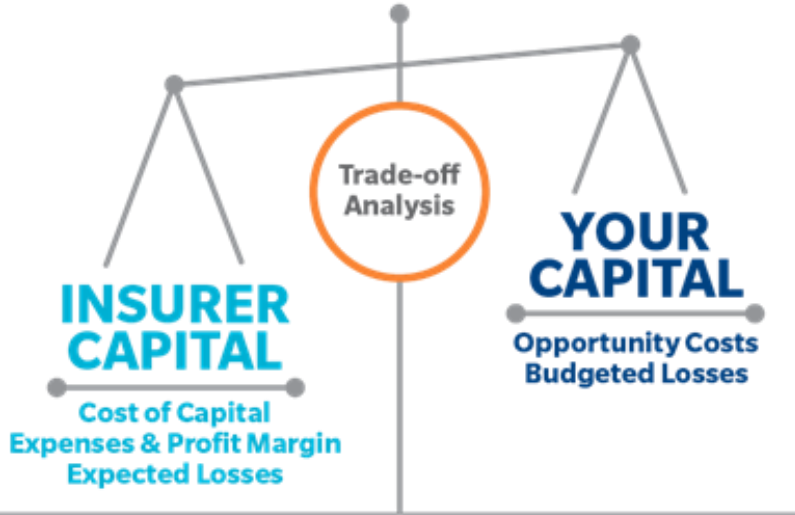 Trade-off
Analysis
YOUR
CAPITAL
Opportunity Costs
Budgeted Losses
INSURER
CAPITAL
Cost of Capital
Expenses & Profit Margin
Expected Losses